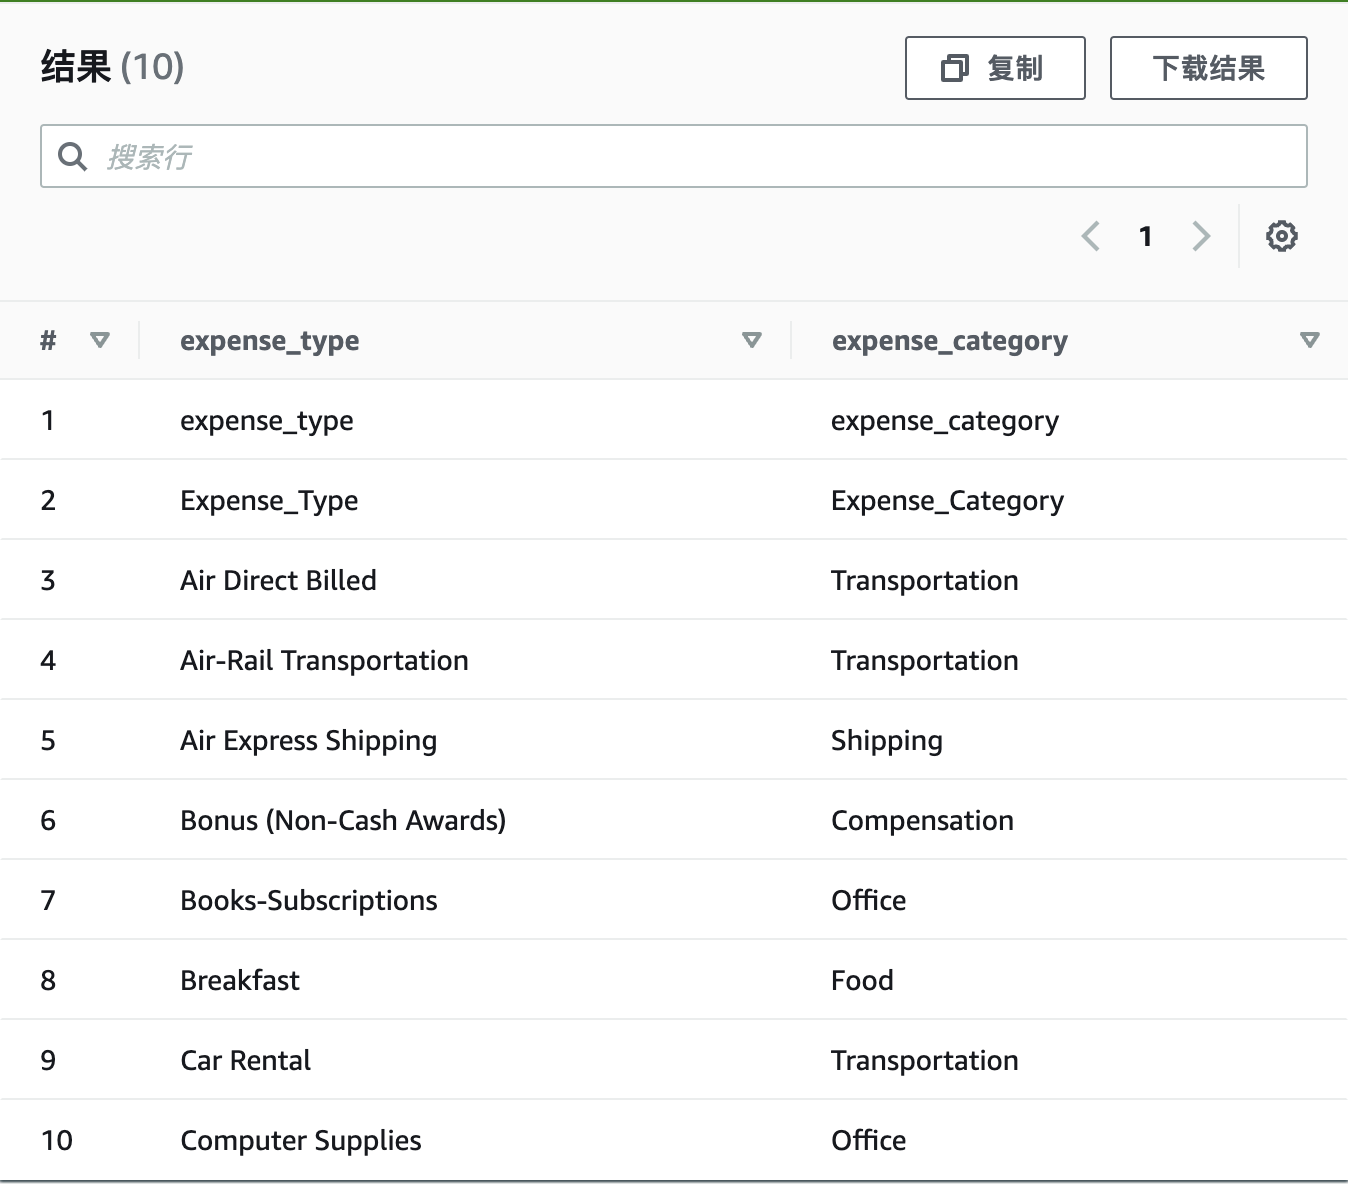 结果 (10)
复制
下载结果
搜索行
1
# expense_type expense_category
1 expense_type expense_category
2 Expense_Type Expense_Category
3 Air Direct Billed Transportation
4 Air-Rail Transportation Transportation
5 Air Express Shipping Shipping
6 Bonus (Non-Cash Awards) Compensation
7 Books-Subscriptions Office
8 Breakfast Food
9 Car Rental Transportation
10 Computer Supplies Office